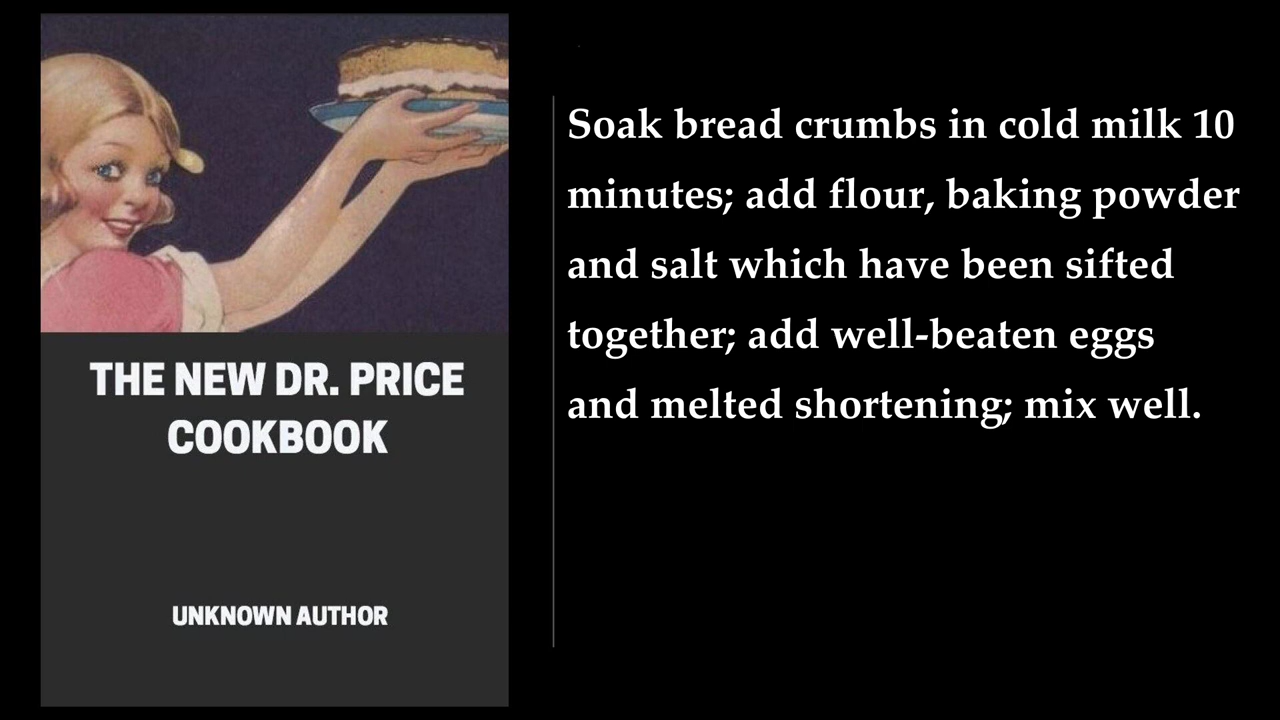 THE NEW DR. PRICE
COOKBOOK
UNKNOWN AUTHOR
Soak bread crumbs in cold milk 10
minutes; add flour, baking powder
and salt which have been sifted
together; add well-beaten eggs
and melted shortening; mix well.